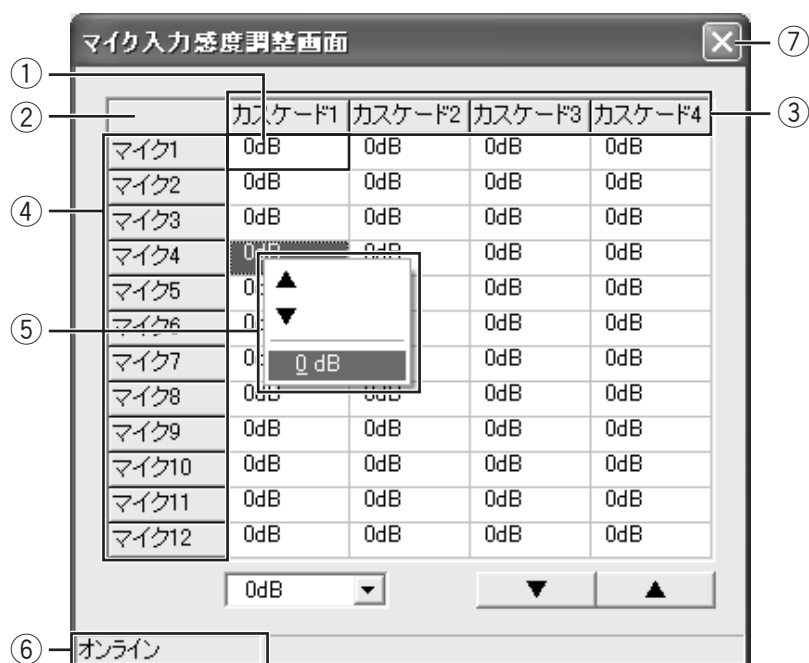 マイク入力感度調整画面
⑦
①
②
カスケード1 カスケード2 カスケード3 カスケード4
③
マイク1 0dB 0dB 0dB 0dB
マイク2 0dB 0dB 0dB 0dB
④
マイク3 0dB 0dB 0dB 0dB
マイク4 0dB 0dB 0dB 0dB
▲
マイク5 0dB 0dB
⑤
▼
マイク6 0dB 0dB
マイク7 0dB 0dB
0 dB
マイク8 0dB 0dB 0dB 0dB
マイク9 0dB 0dB 0dB 0dB
マイク10 0dB 0dB 0dB 0dB
マイク11 0dB 0dB 0dB 0dB
マイク12 0dB 0dB 0dB 0dB
0dB ▼ ▼ ▲
⑥
オンライン